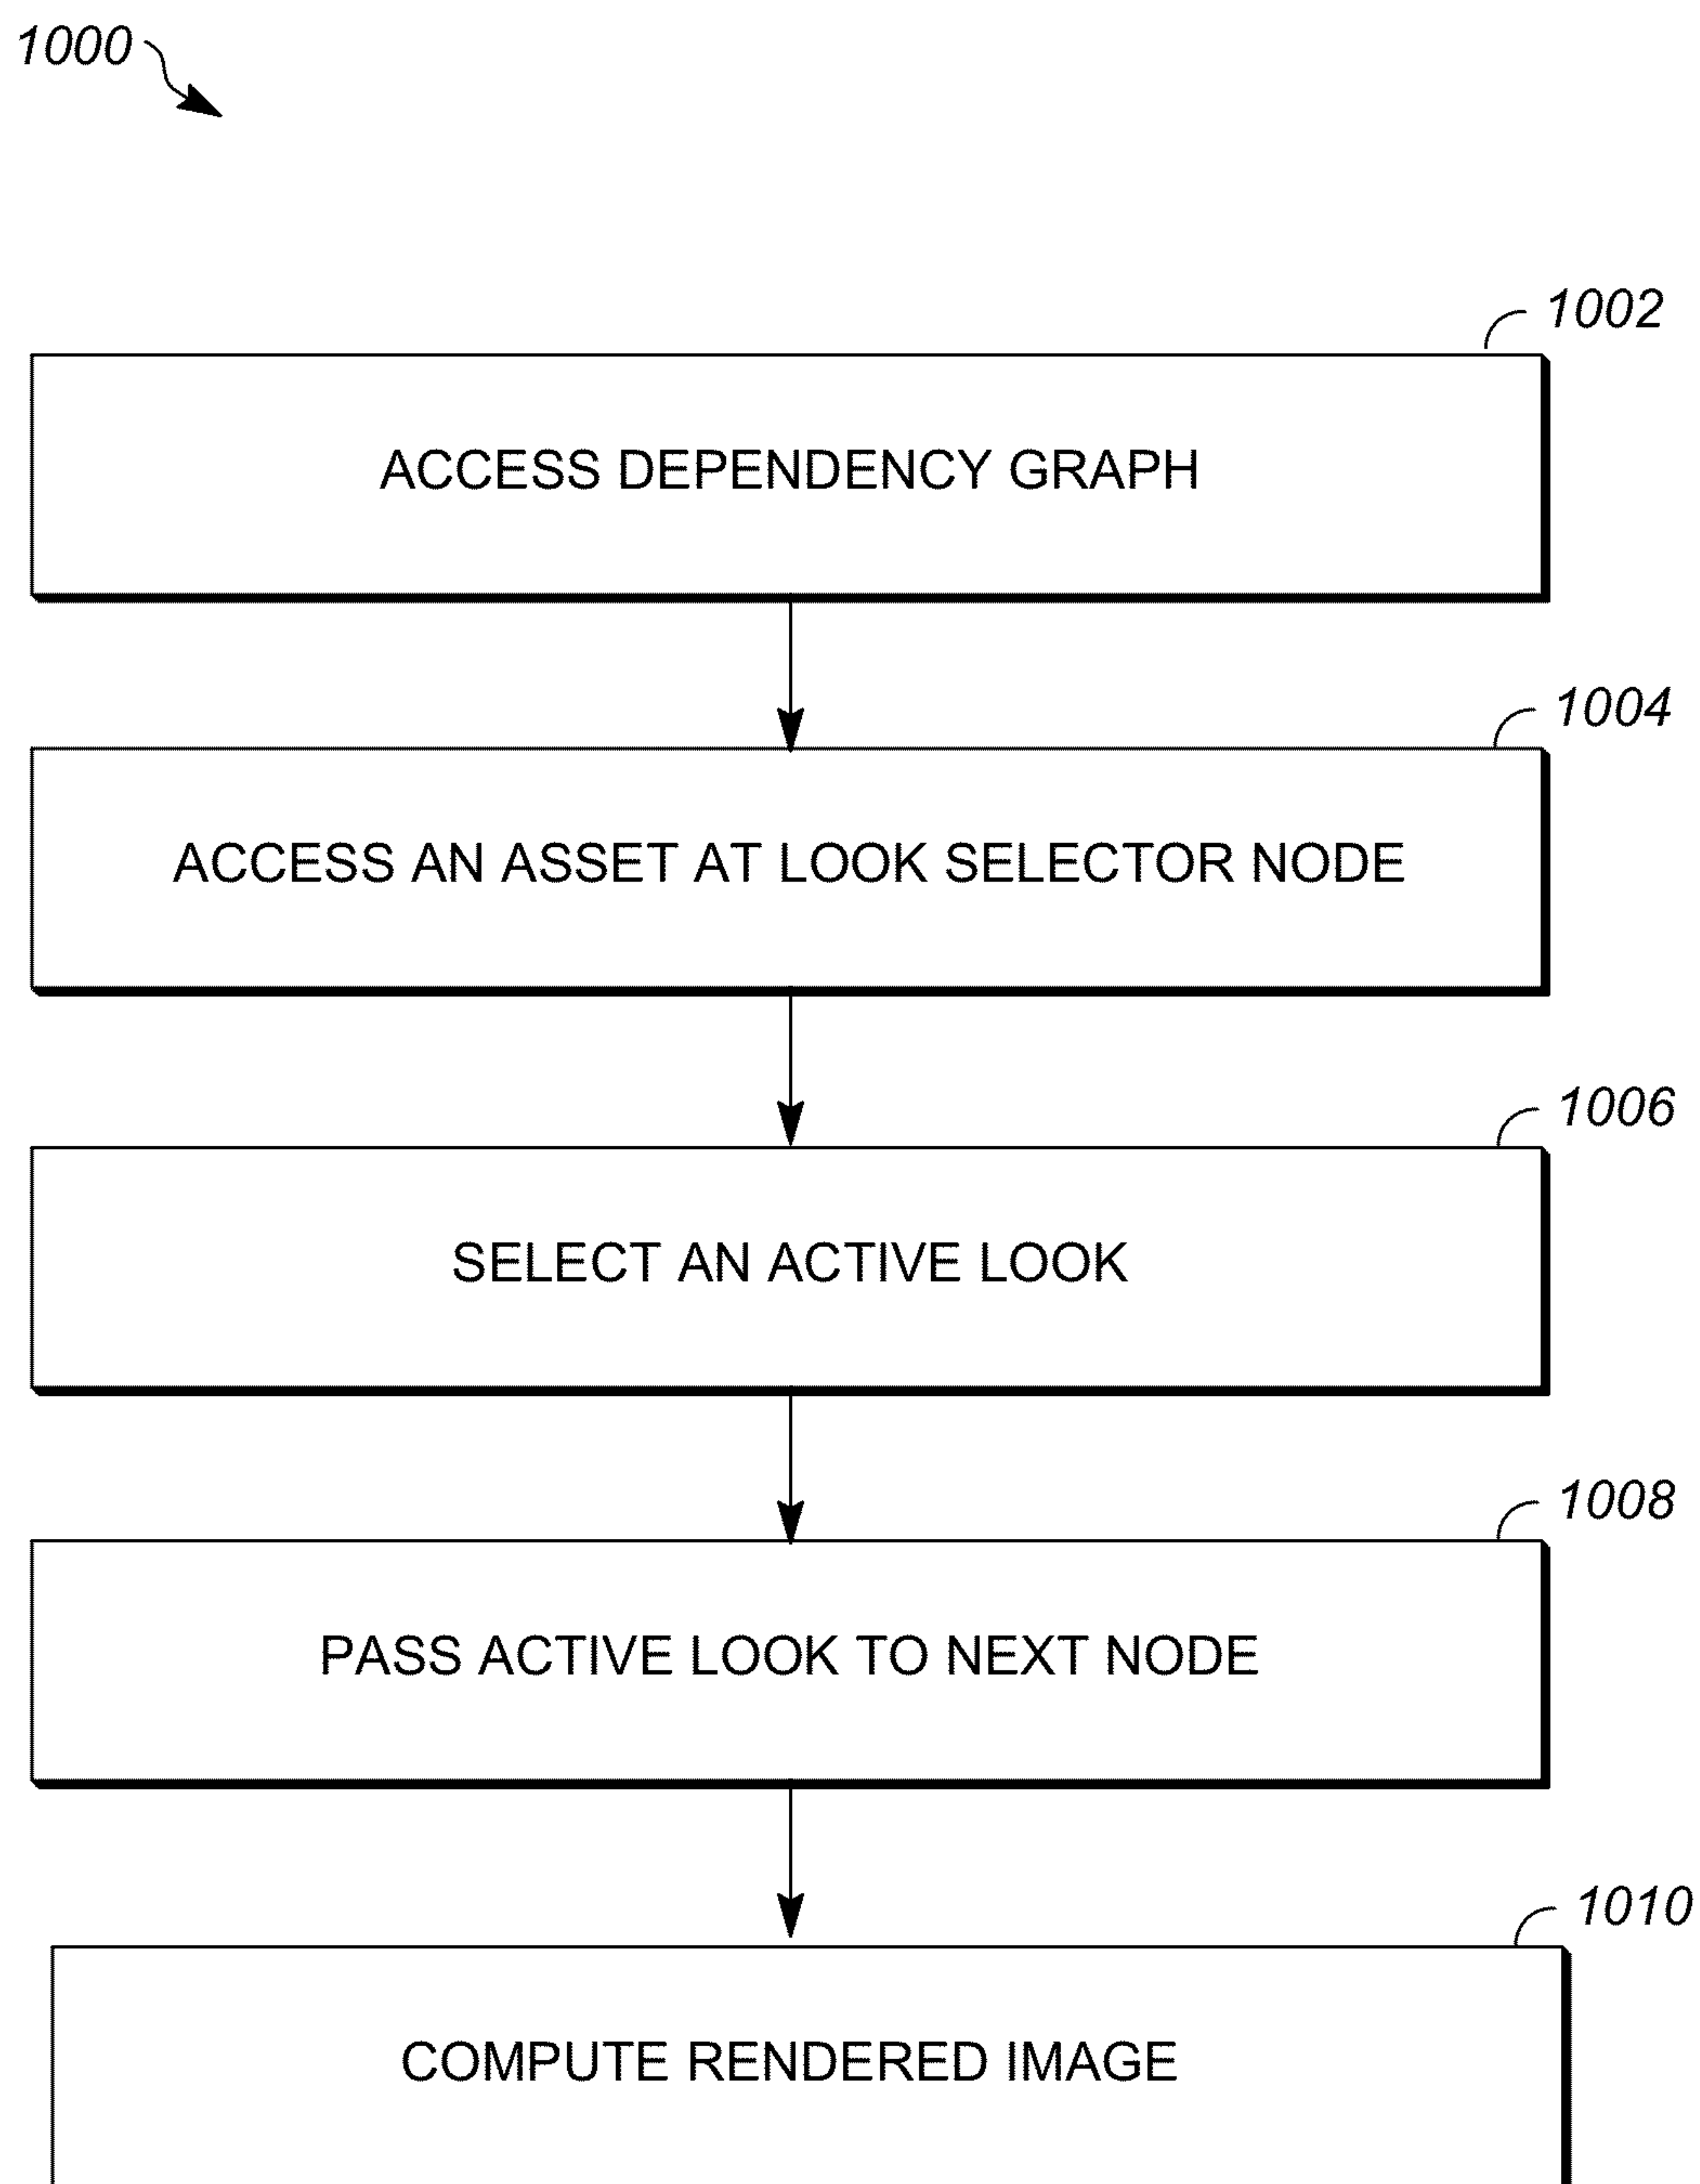 1000
1002
ACCESS DEPENDENCY GRAPH
1004
ACCESS AN ASSET AT LOOK SELECTOR NODE
1006
SELECT AN ACTIVE LOOK
1008
PASS ACTIVE LOOK TO NEXT NODE
1010
COMPUTE RENDERED IMAGE